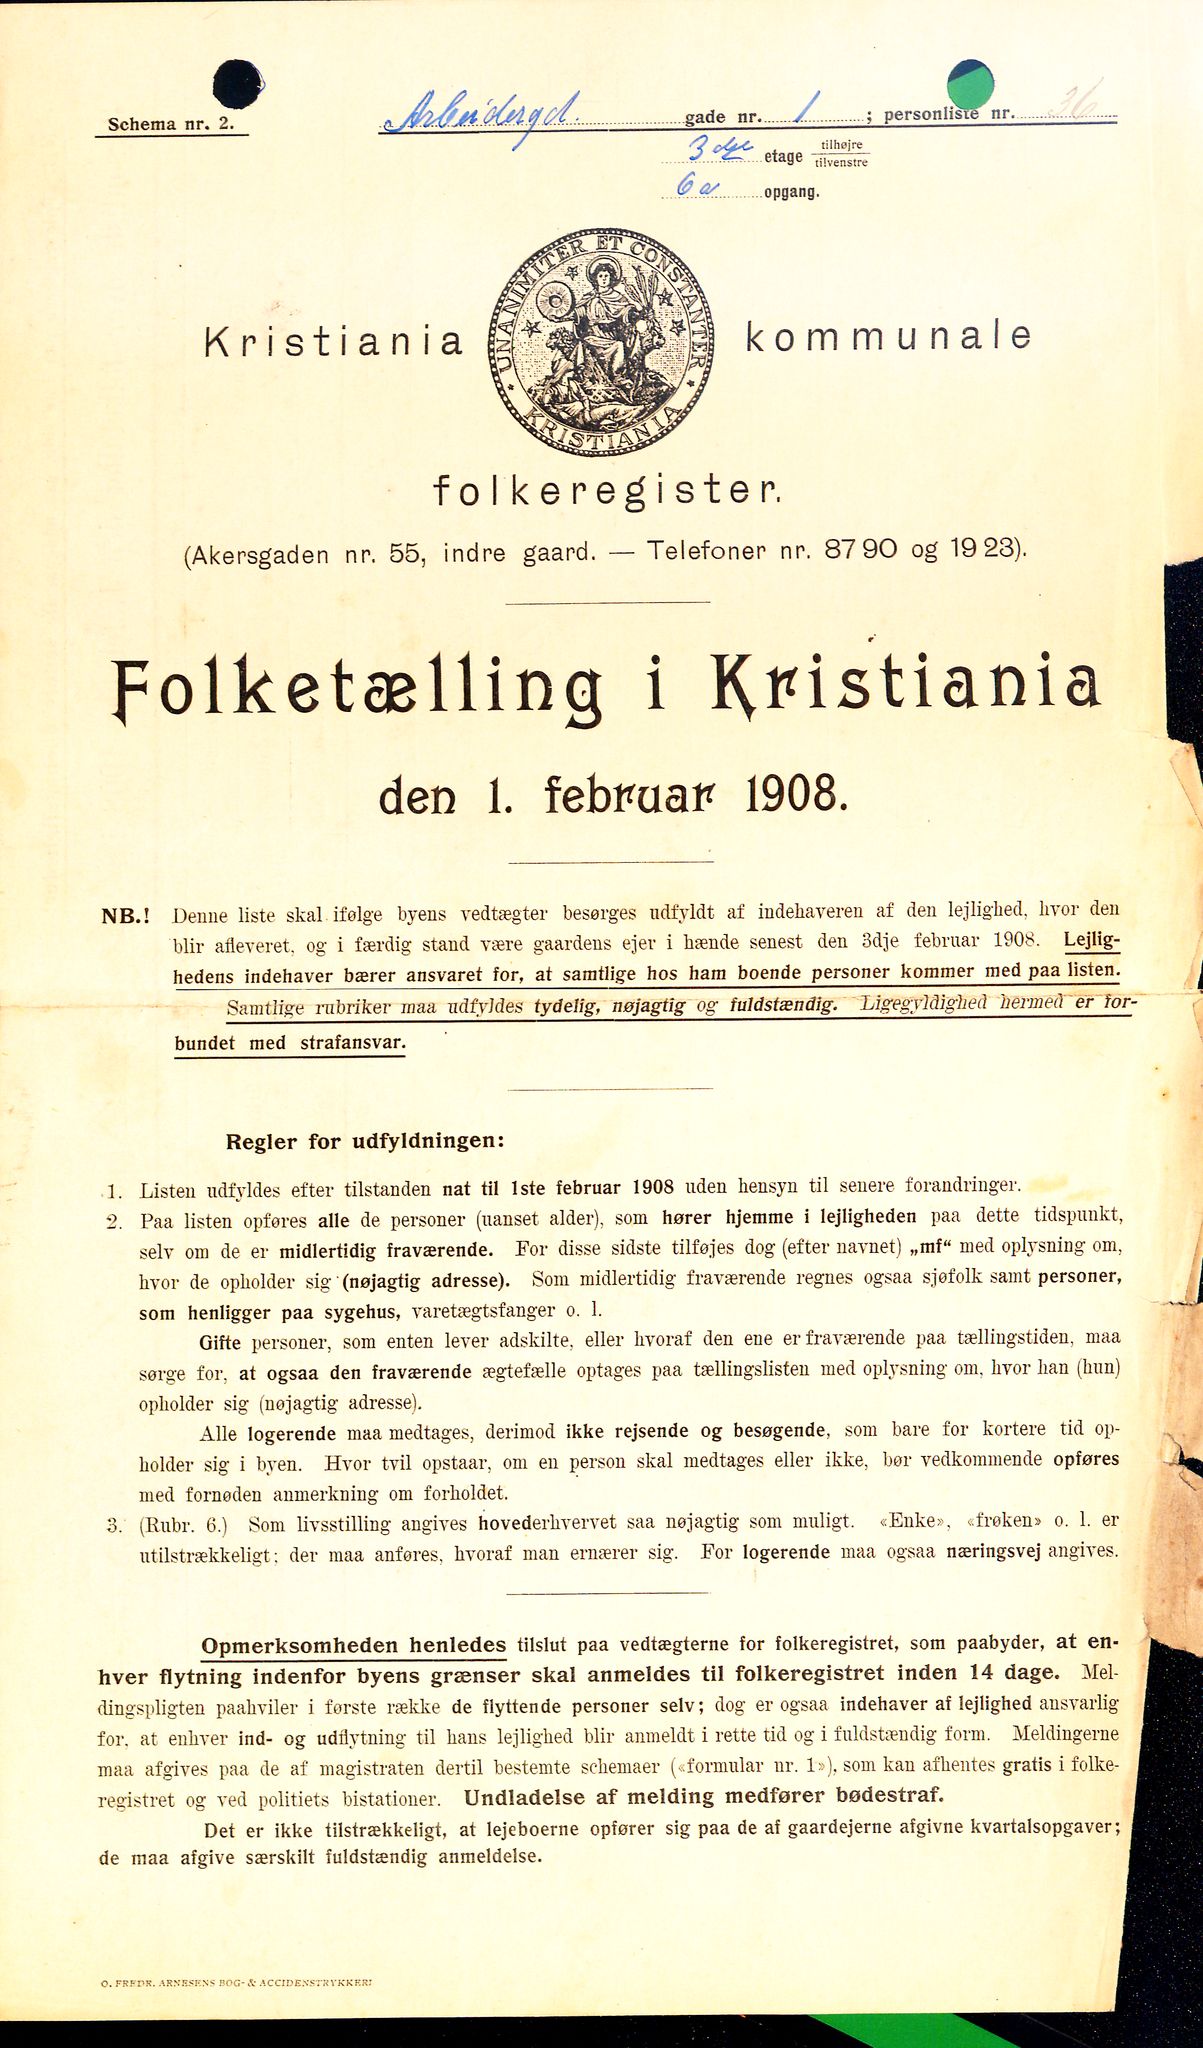 Schema nr. 2.
Arbeidergd. gade nr. 1 ; personliste nr. 36
3dje etage tilhøjre
tilvenstre
6a opgang.
UNANIMITER ET CONSTANTER
KRISTIANIA
Kristiania kommunale
folkeregister.
(Akersgaden nr. 55, indre gaard. — Telefoner nr. 8790 og 1923).
Folketælling i Kristiania
den 1. februar 1908.
NB.! Denne liste skal ifølge byens vedtægter besørges udfyldt af indehaveren af den lejlighed, hvor den
blir afleveret, og i færdig stand være gaardens ejer i hænde senest den 3dje februar 1908. Lejlig-
hedens indehaver bærer ansvaret for, at samtlige hos ham boende personer kommer med paa listen.
Samtlige rubriker maa udfyldes tydelig, nøjagtig og fuldstændig. Ligegyldighed hermed er for-
bundet med strafansvar.
Regler for udfyldningen:
1. Listen udfyldes efter tilstanden nat til 1ste februar 1908 uden hensyn til senere forandringer.
2. Paa listen opføres alle de personer (uanset alder), som hører hjemme i lejligheden paa dette tidspunkt,
selv om de er midlertidig fraværende. For disse sidste tilføjes dog (efter navnet) „mf“ med oplysning om,
hvor de opholder sig (nøjagtig adresse). Som midlertidig fraværende regnes ogsaa sjøfolk samt personer,
som henligger paa sygehus, varetægtsfanger o. l.
Gifte personer, som enten lever adskilte, eller hvoraf den ene er fraværende paa tællingstiden, maa
sørge for, at ogsaa den fraværende ægtefælle optages paa tællingslisten med oplysning om, hvor han (hun)
opholder sig (nøjagtig adresse).
Alle logerende maa medtages, derimod ikke rejsende og besøgende, som bare for kortere tid op-
holder sig i byen. Hvor tvil opstaar, om en person skal medtages eller ikke, bør vedkommende opføres
med fornøden anmerkning om forholdet.
3. (Rubr. 6.) Som livsstilling angives hovederhvervet saa nøjagtig som muligt. «Enke», «frøken» o. l. er
utilstrækkeligt; der maa anføres, hvoraf man ernærer sig. For logerende maa ogsaa næringsvej angives.
Opmerksomheden henledes tilslut paa vedtægterne for folkeregistret, som paabyder, at en-
hver flytning indenfor byens grænser skal anmeldes til folkeregistret inden 14 dage. Mel-
dingspligten paahviler i første række de flyttende personer selv; dog er ogsaa indehaver af lejlighed ansvarlig
for, at enhver ind- og udflytning til hans lejlighed blir anmeldt i rette tid og i fuldstændig form. Meldingerne
maa afgives paa de af magistraten dertil bestemte schemaer («formular nr. 1»), som kan afhentes gratis i folke-
registret og ved politiets bistationer. Undladelse af melding medfører bødestraf.
Det er ikke tilstrækkeligt, at lejeboerne opfører sig paa de af gaardejerne afgivne kvartalsopgaver;
de maa afgive særskilt fuldstændig anmeldelse.
O. FREDR. ARNESENS BOG- & ACCIDENSTRYKKERI